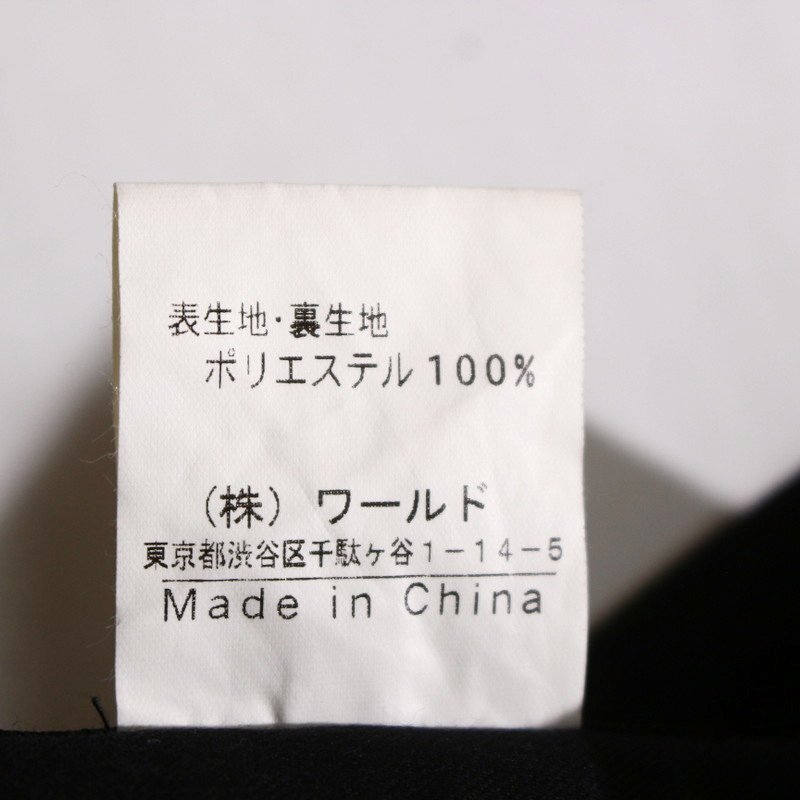 表生地・裏生地
ポリエステル100%
(株) ワールド
東京都渋谷区千駄ヶ谷1-14-5
Made in China